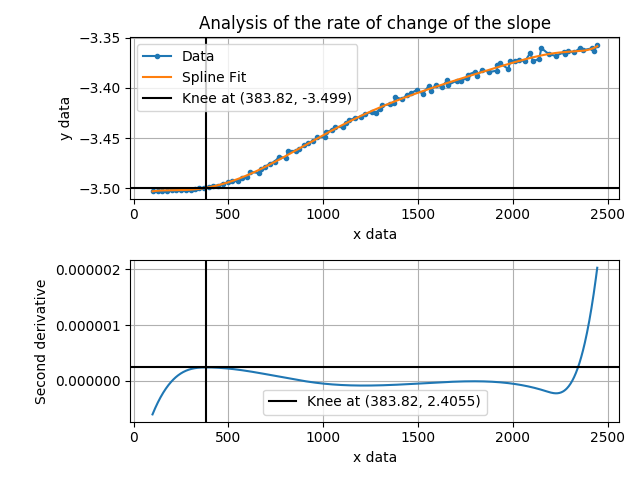 Analysis of the rate of change of the slope
−3.35
−3.40
−3.45
−3.50
y data
Data
Spline Fit
Knee at (383.82, -3.499)
0
500
1000
1500
2000
2500
x data
0.000002
0.000001
0.000000
Second derivative
Knee at (383.82, 2.4055)
0
500
1000
1500
2000
2500
x data